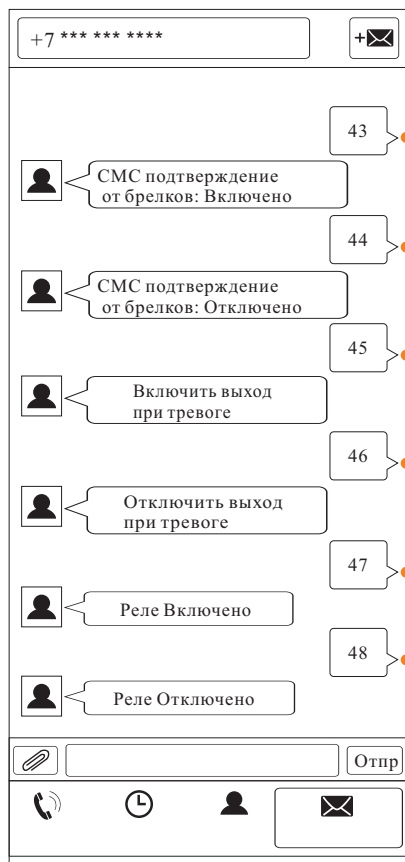 +7 *** *** ****
+
43
СМС подтверждение
от брелков: Включено
44
СМС подтверждение
от брелков: Отключено
45
Включить выход
при тревоге
46
Отключить выход
при тревоге
47
Реле Включено
48
Реле Отключено
Отпр